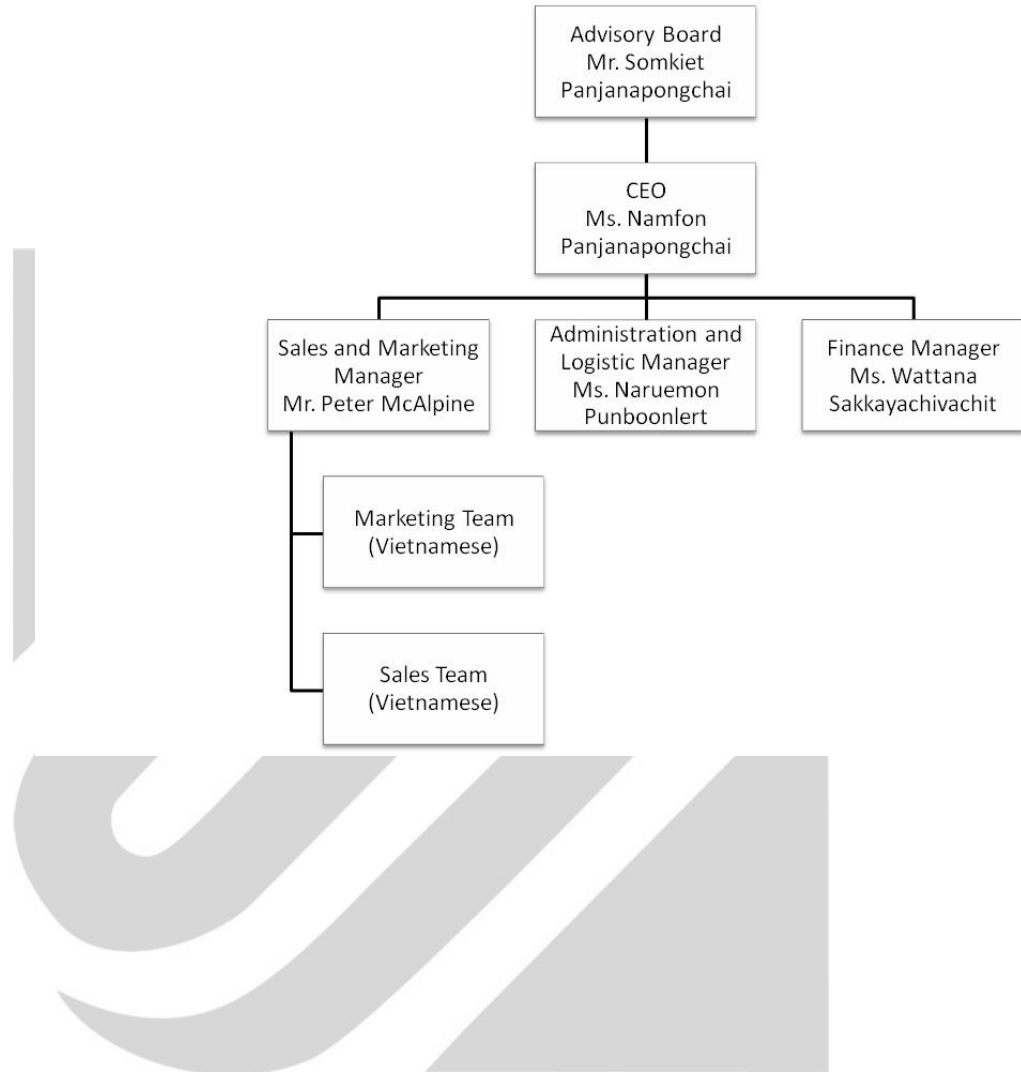 Advisory Board
Mr. Somkiet
Panjanapongchai
CEO
Ms. Namfon
Panjanapongchai
Sales and Marketing
Manager
Mr. Peter McAlpine
Administration and
Logistic Manager
Ms. Naruemon
Punboonlert
Finance Manager
Ms. Wattana
Sakkayachivachit
Marketing Team
(Vietnamese)
Sales Team
(Vietnamese)